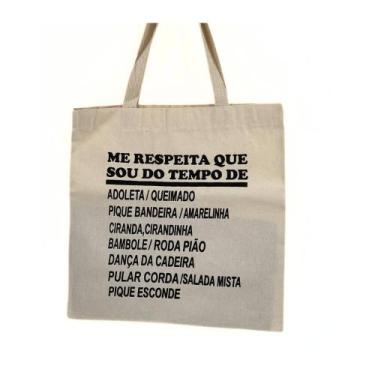 ME RESPEITA QUE
SOU DO TEMPO DE
ADOLETA / QUEIMADO
PIQUE BANDEIRA / AMARELINHA
CIRANDA,CIRANDINHA
BAMBOLE / RODA PIÃO
DANÇA DA CADEIRA
PULAR CORDA /SALADA MISTA
PIQUE ESCONDE